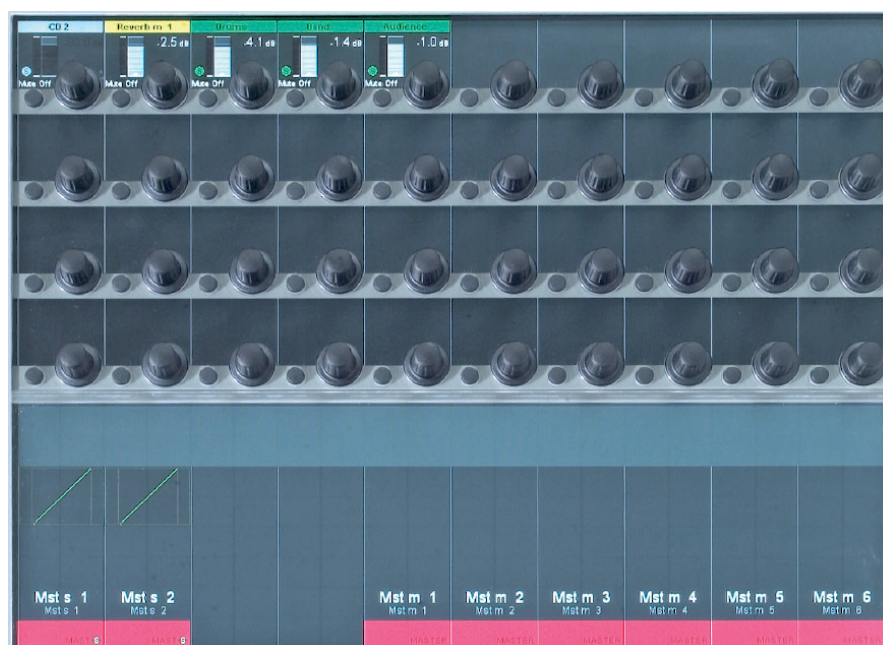 CD 2 Reverb m 1 Drums Band Audience
-2.5 dB -4.1 dB -1.4 dB -1.0 dB
S S S S
Mute Off Mute Off Mute Off Mute Off Mute Off
Mst s 1 Mst s 2 Mst m 1 Mst m 2 Mst m 3 Mst m 4 Mst m 5 Mst m 6
Mst s 1 Mst s 2 Mst m 1 Mst m 2 Mst m 3 Mst m 4 Mst m 5 Mst m 6
MASTER S MASTER S MASTER MASTER MASTER MASTER MASTER MASTER